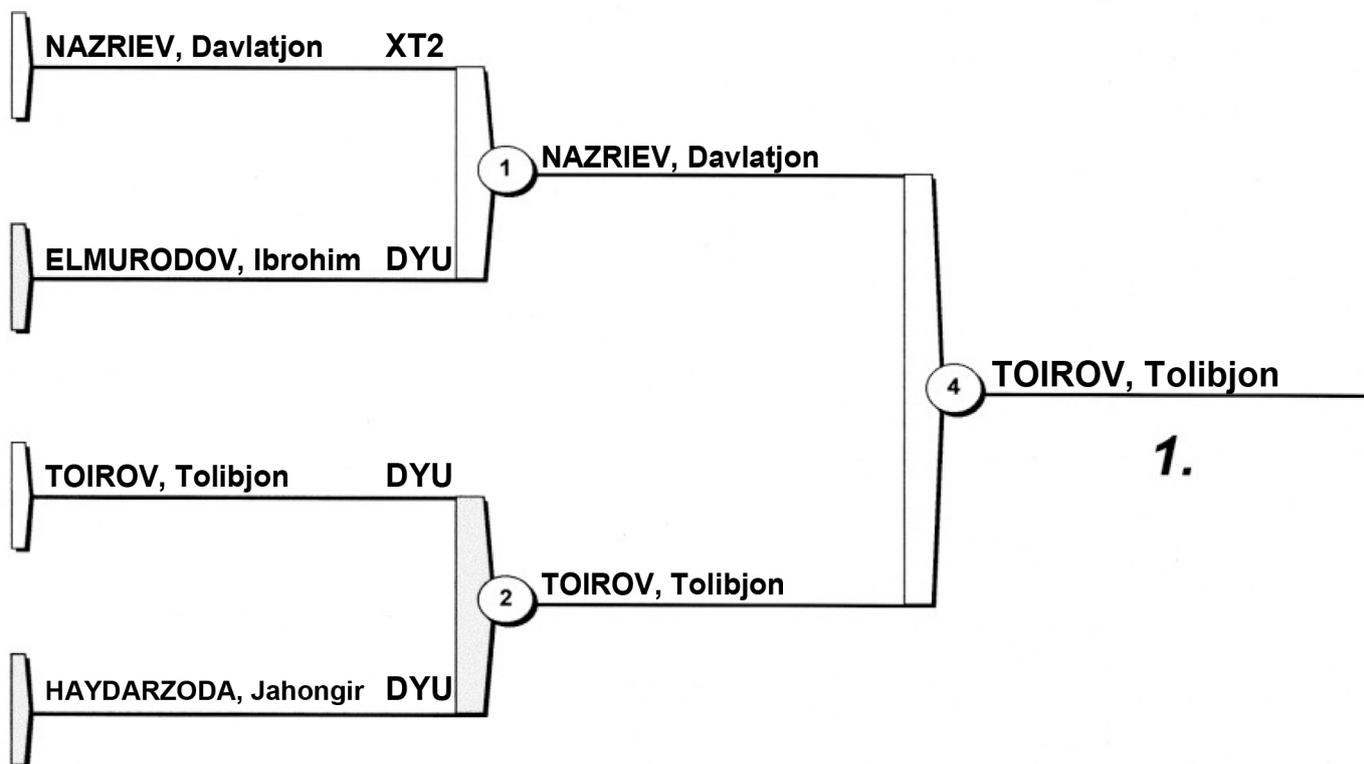 NAZRIEV, Davlatjon XT2
1 NAZRIEV, Davlatjon
ELMURODOV, Ibrohim DYU
4 TOIROV, Tolibjon
1.
TOIROV, Tolibjon DYU
2 TOIROV, Tolibjon
HAYDARZODA, Jahongir DYU